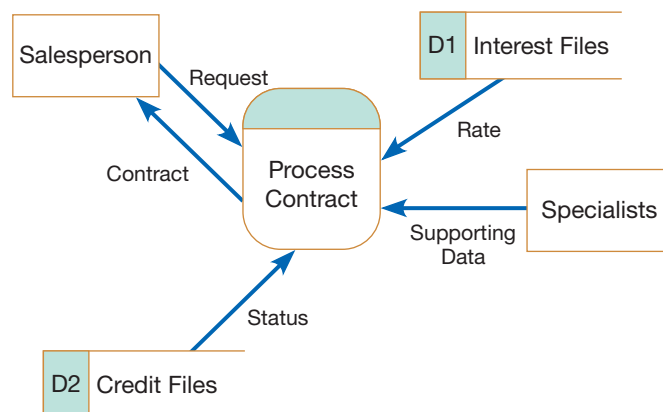 Salesperson
D1 Interest Files
Request
Rate
Process
Contract
Contract
Specialists
Supporting
Data
Status
D2 Credit Files